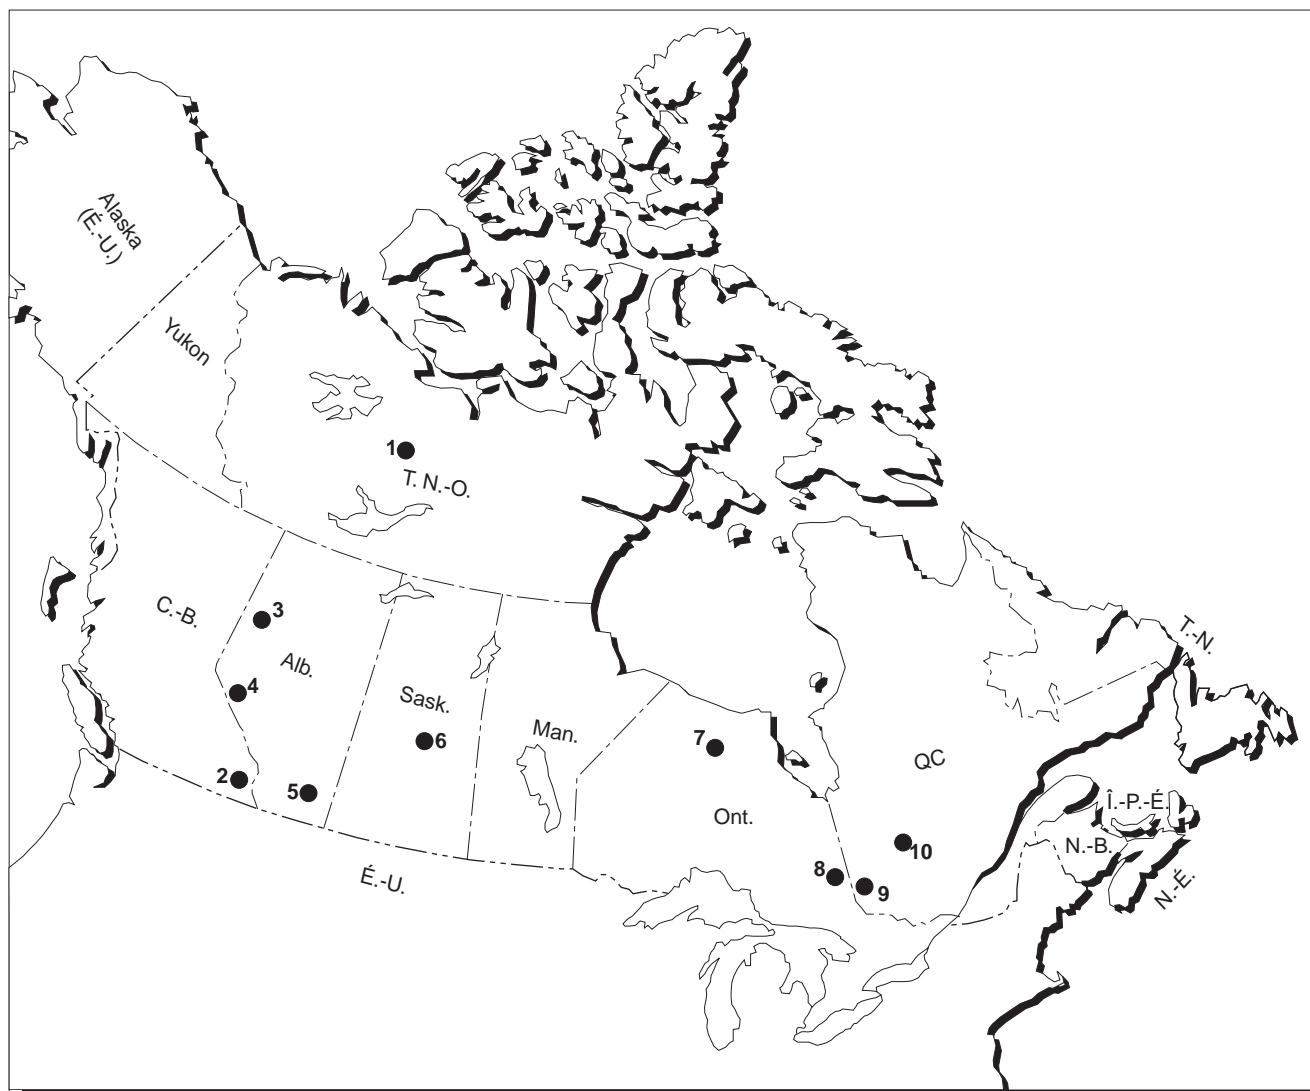 Alaska
(É.-U.)
Yukon
1
T. N.-O.
C.-B.
3
Alb.
4
Sask.
6
2
5
Man.
É.-U.
7
Ont.
8
9
10
QC
T.-N.
Î.-P.-É.
N.-B.
N.-É.